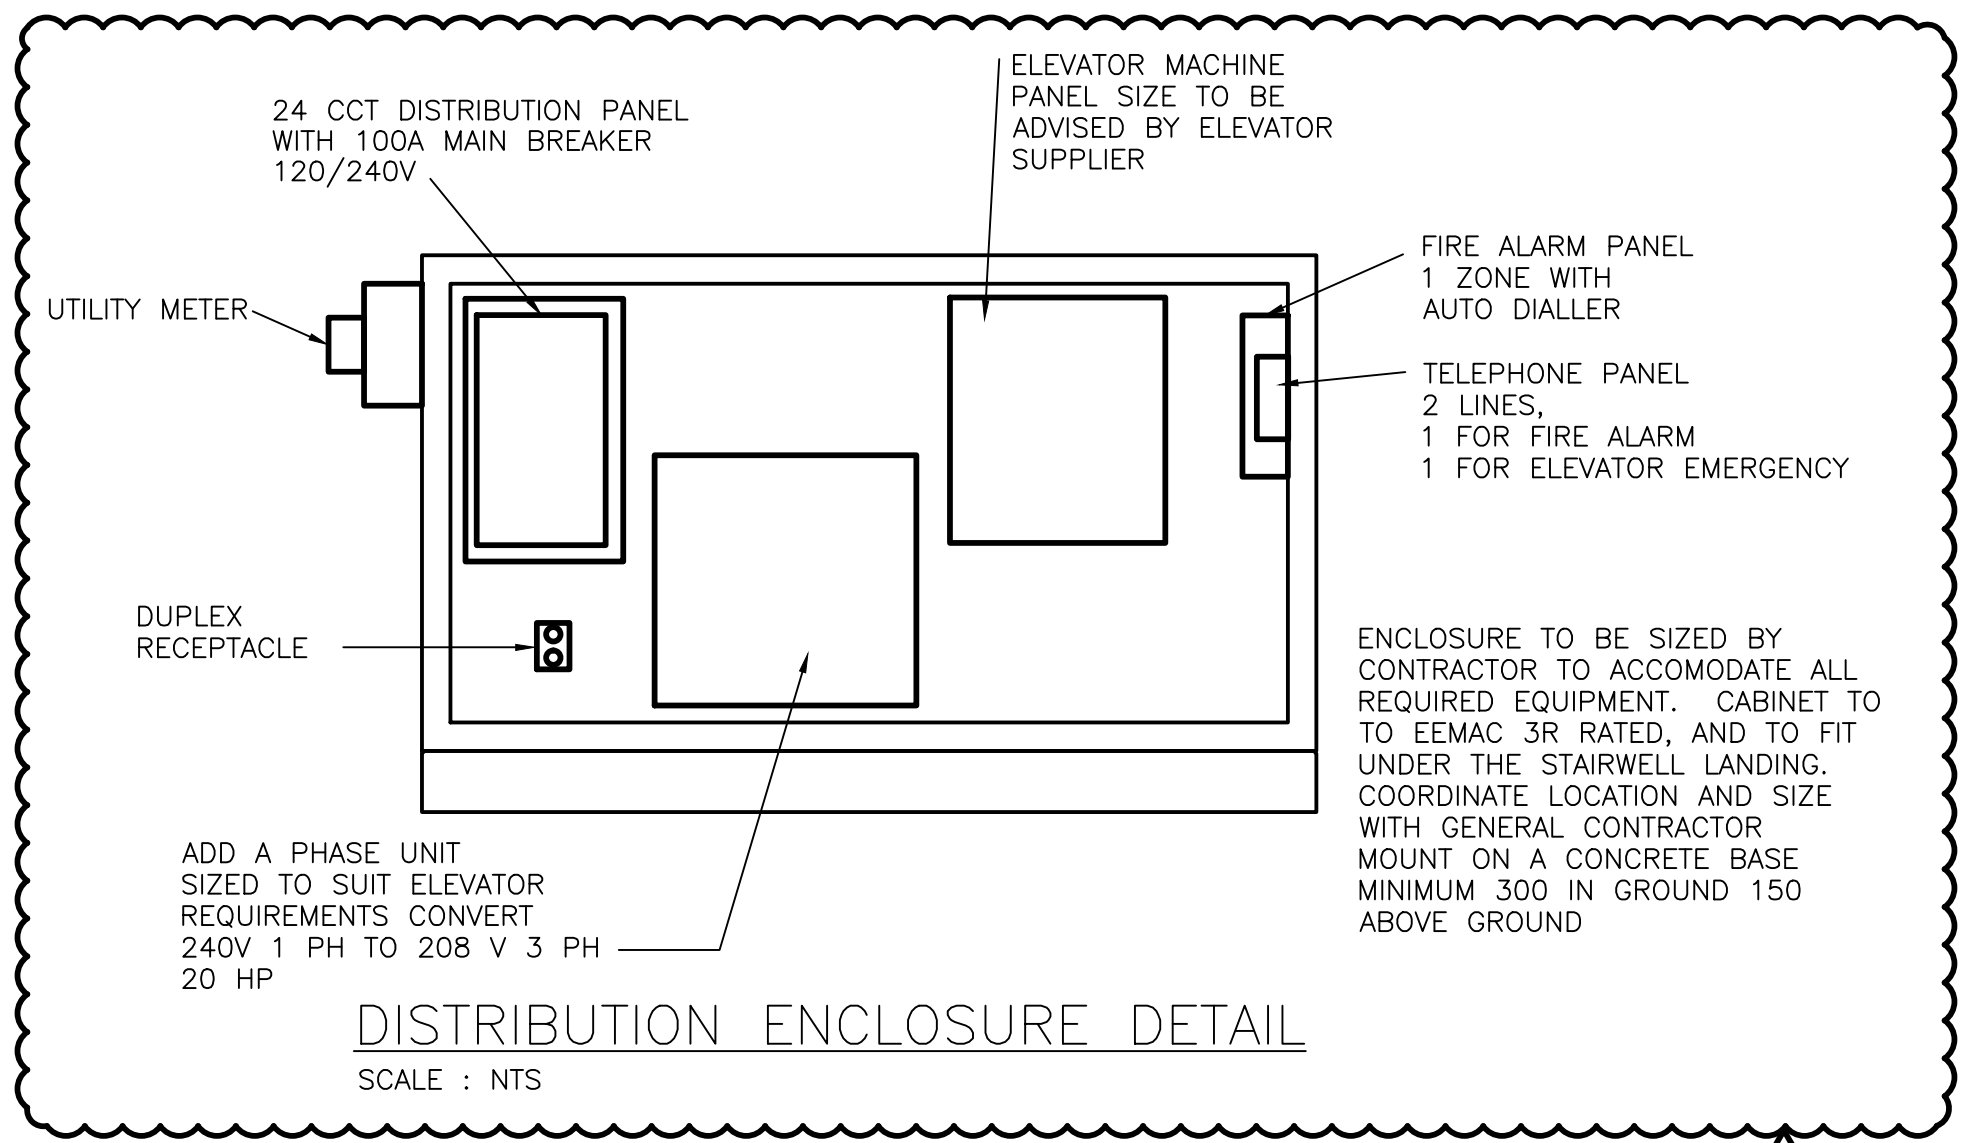 ELEVATOR MACHINE
PANEL SIZE TO BE
ADVISED BY ELEVATOR
SUPPLIER
24 CCT DISTRIBUTION PANEL
WITH 100A MAIN BREAKER
120/240V
FIRE ALARM PANEL
1 ZONE WITH
AUTO DIALLER
UTILITY METER
TELEPHONE PANEL
2 LINES,
1 FOR FIRE ALARM
1 FOR ELEVATOR EMERGENCY
DUPLEX
RECEPTACLE
ENCLOSURE TO BE SIZED BY
CONTRACTOR TO ACCOMODATE ALL
REQUIRED EQUIPMENT. CABINET TO
TO EEMAC 3R RATED, AND TO FIT
UNDER THE STAIRWELL LANDING.
COORDINATE LOCATION AND SIZE
WITH GENERAL CONTRACTOR
MOUNT ON A CONCRETE BASE
MINIMUM 300 IN GROUND 150
ABOVE GROUND
ADD A PHASE UNIT
SIZED TO SUIT ELEVATOR
REQUIREMENTS CONVERT
240V 1 PH TO 208 V 3 PH
20 HP
DISTRIBUTION ENCLOSURE DETAIL
SCALE : NTS